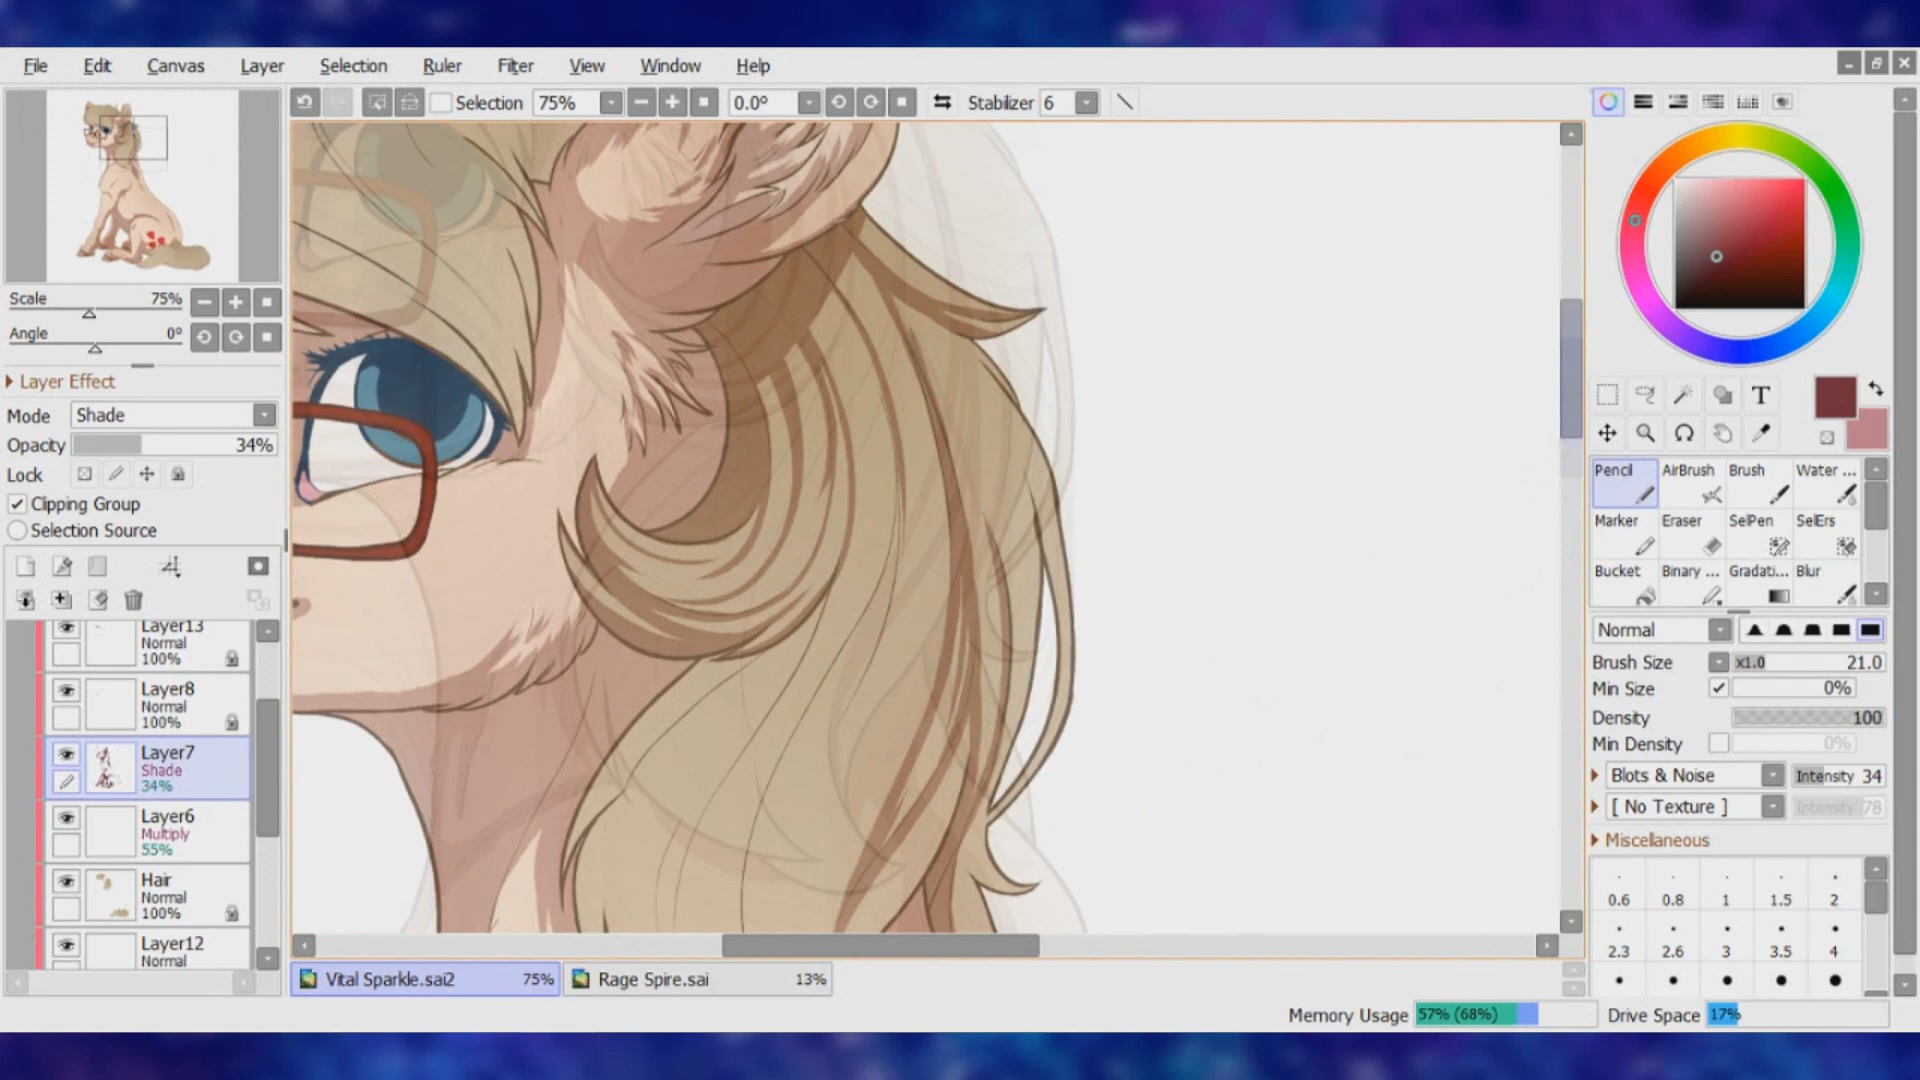 File Edit Canvas Layer Selection Ruler Filter View Window Help
Selection 75% 0.0° Stabilizer 6
Scale 75%
Angle 0°
Layer Effect
Mode Shade
Opacity 34%
Lock
Clipping Group
Selection Source
Layer13
Normal
100%
Layer8
Normal
100%
Layer7
Shade
34%
Layer6
Multiply
55%
Hair
Normal
100%
Layer12
Normal
Vital Sparkle.sai2 75% Rage Spire.sai 13%
T
Pencil AirBrush Brush Water ...
Marker Eraser SelPen SelErs
Bucket Binary ... Gradati... Blur
Normal
Brush Size x1.0 21.0
Min Size 0%
Density 100
Min Density 0%
Blots & Noise Intensity 34
[ No Texture ] Intensity 78
Miscellaneous
0.6 0.8 1 1.5 2
2.3 2.6 3 3.5 4
Memory Usage 57% (68%) Drive Space 17%